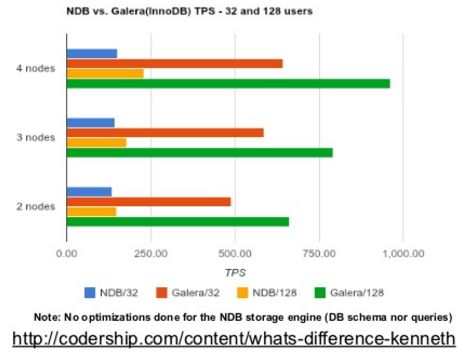 NDB vs. Galera(InnoDB) TPS - 32 and 128 users
4 nodes
3 nodes
2 nodes
0.00 250.00 500.00 750.00 1,000.00
TPS
NDB/32 Galera/32 NDB/128 Galera/128
Note: No optimizations done for the NDB storage engine (DB schema nor queries)
http://codership.com/content/whats-difference-kenneth